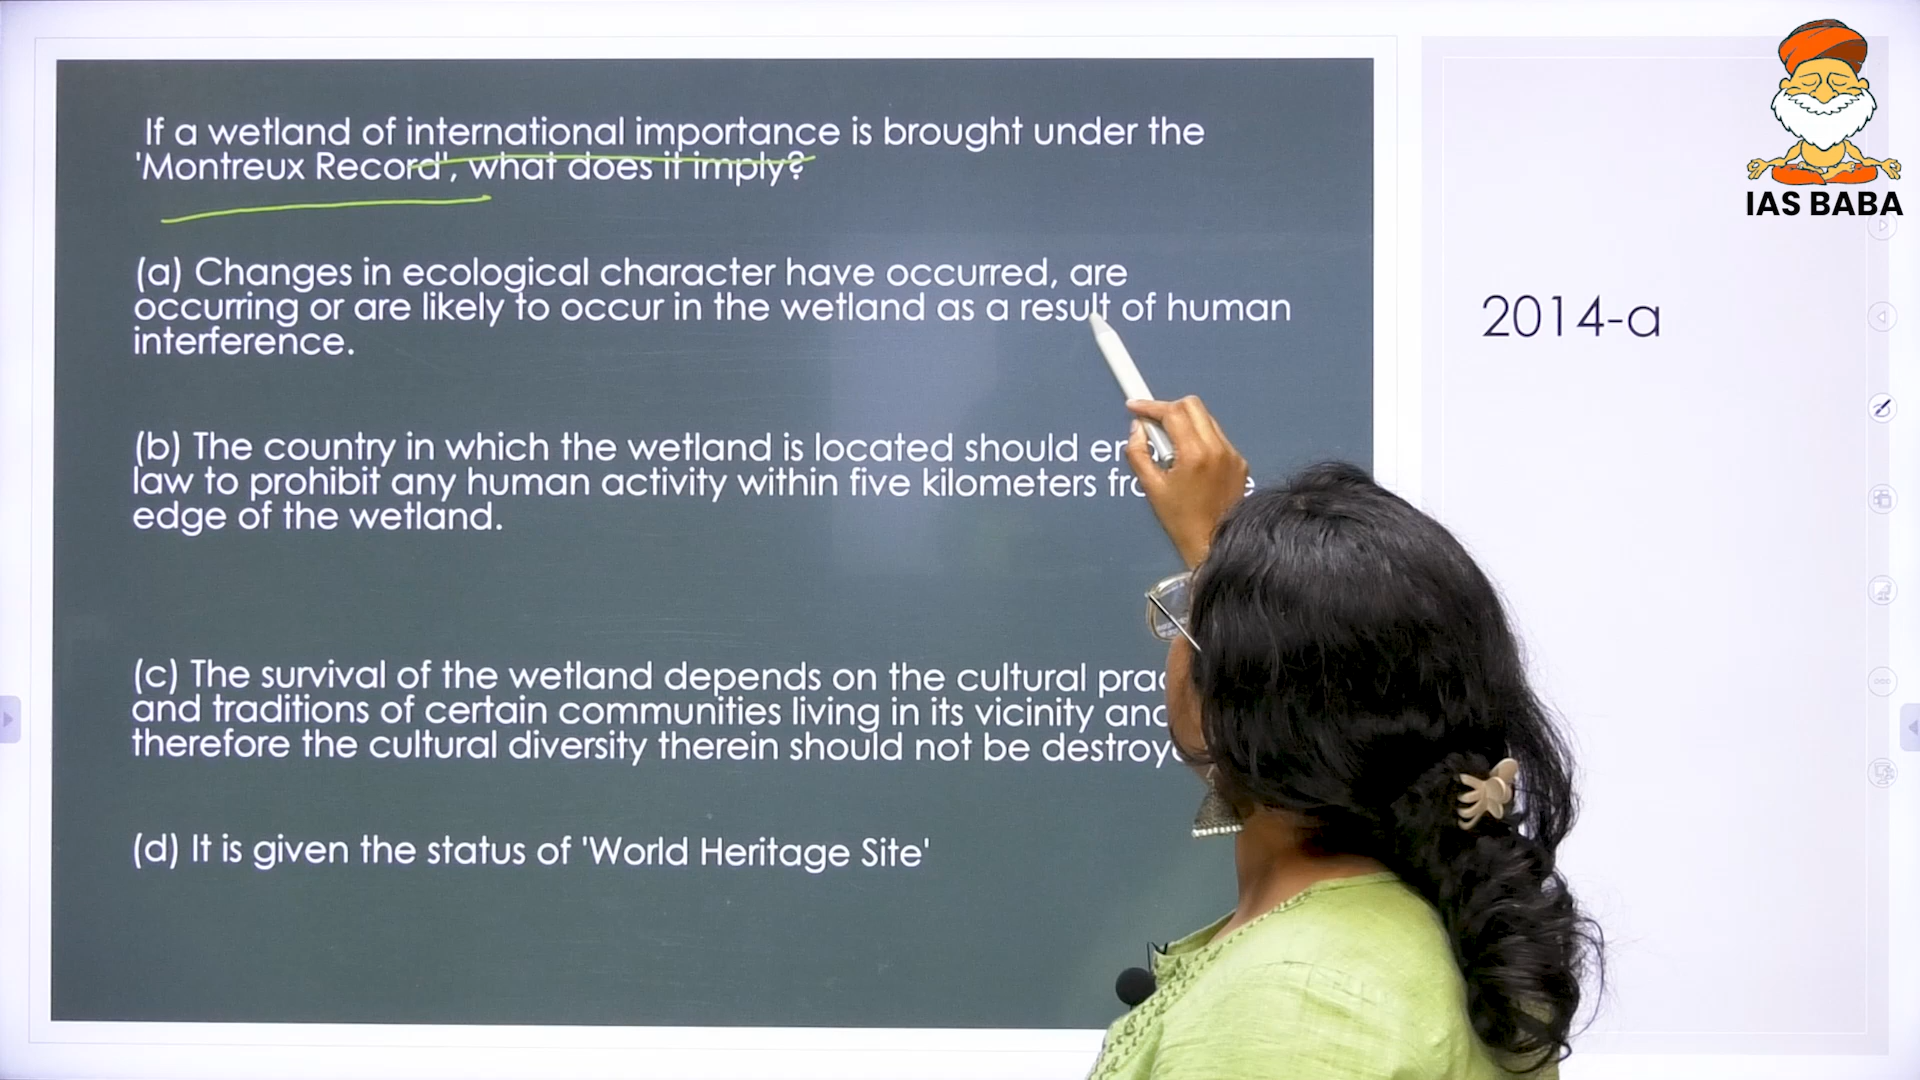 If a wetland of international importance is brought under the
'Montreux Record', what does it imply?
(a) Changes in ecological character have occurred, are
occurring or are likely to occur in the wetland as a result of human
interference.
(b) The country in which the wetland is located should
law to prohibit any human activity within five kilometers
edge of the wetland.
(c) The survival of the wetland depends on the cultural
and traditions of certain communities living in its vicinity and
therefore the cultural diversity therein should not be
(d) It is given the status of 'World Heritage Site'
2014-a
IAS BABA